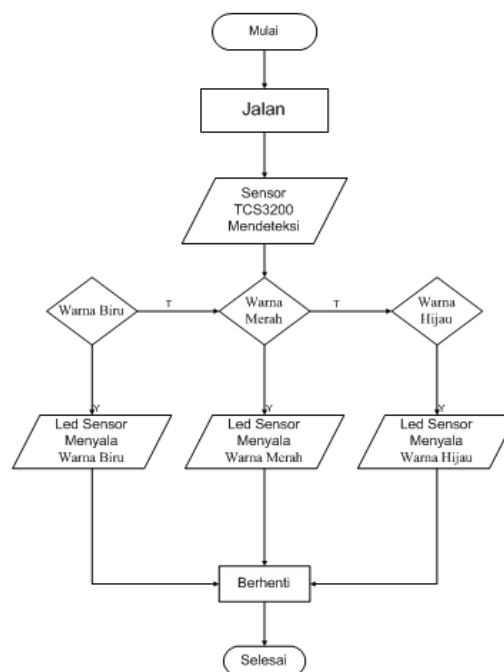 Mulai
Jalan
Sensor
TCS3200
Mendeteksi
Warna Biru
T
Warna
Merah
T
Warna
Hijau
Y
Y
Y
Led Sensor
Menyala
Warna Biru
Led Sensor
Menyala
Warna Merah
Led Sensor
Menyala
Warna Hijau
Berhenti
Selesai